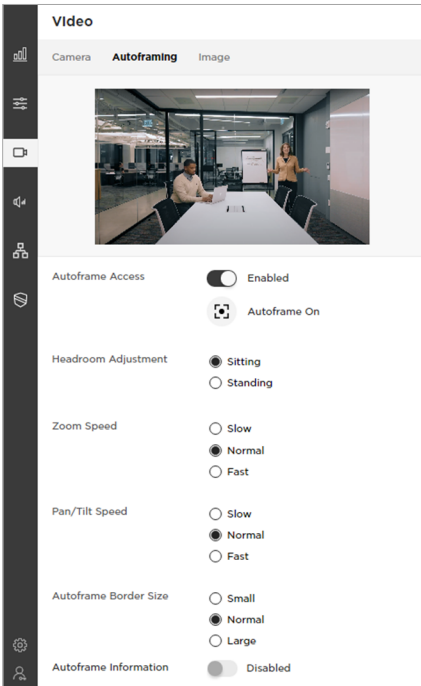 VIdeo
Camera Autoframing Image
Autoframe Access Enabled
Autoframe On
Headroom Adjustment Sitting
Standing
Zoom Speed Slow
Normal
Fast
Pan/Tilt Speed Slow
Normal
Fast
Autoframe Border Size Small
Normal
Large
Autoframe Information Disabled